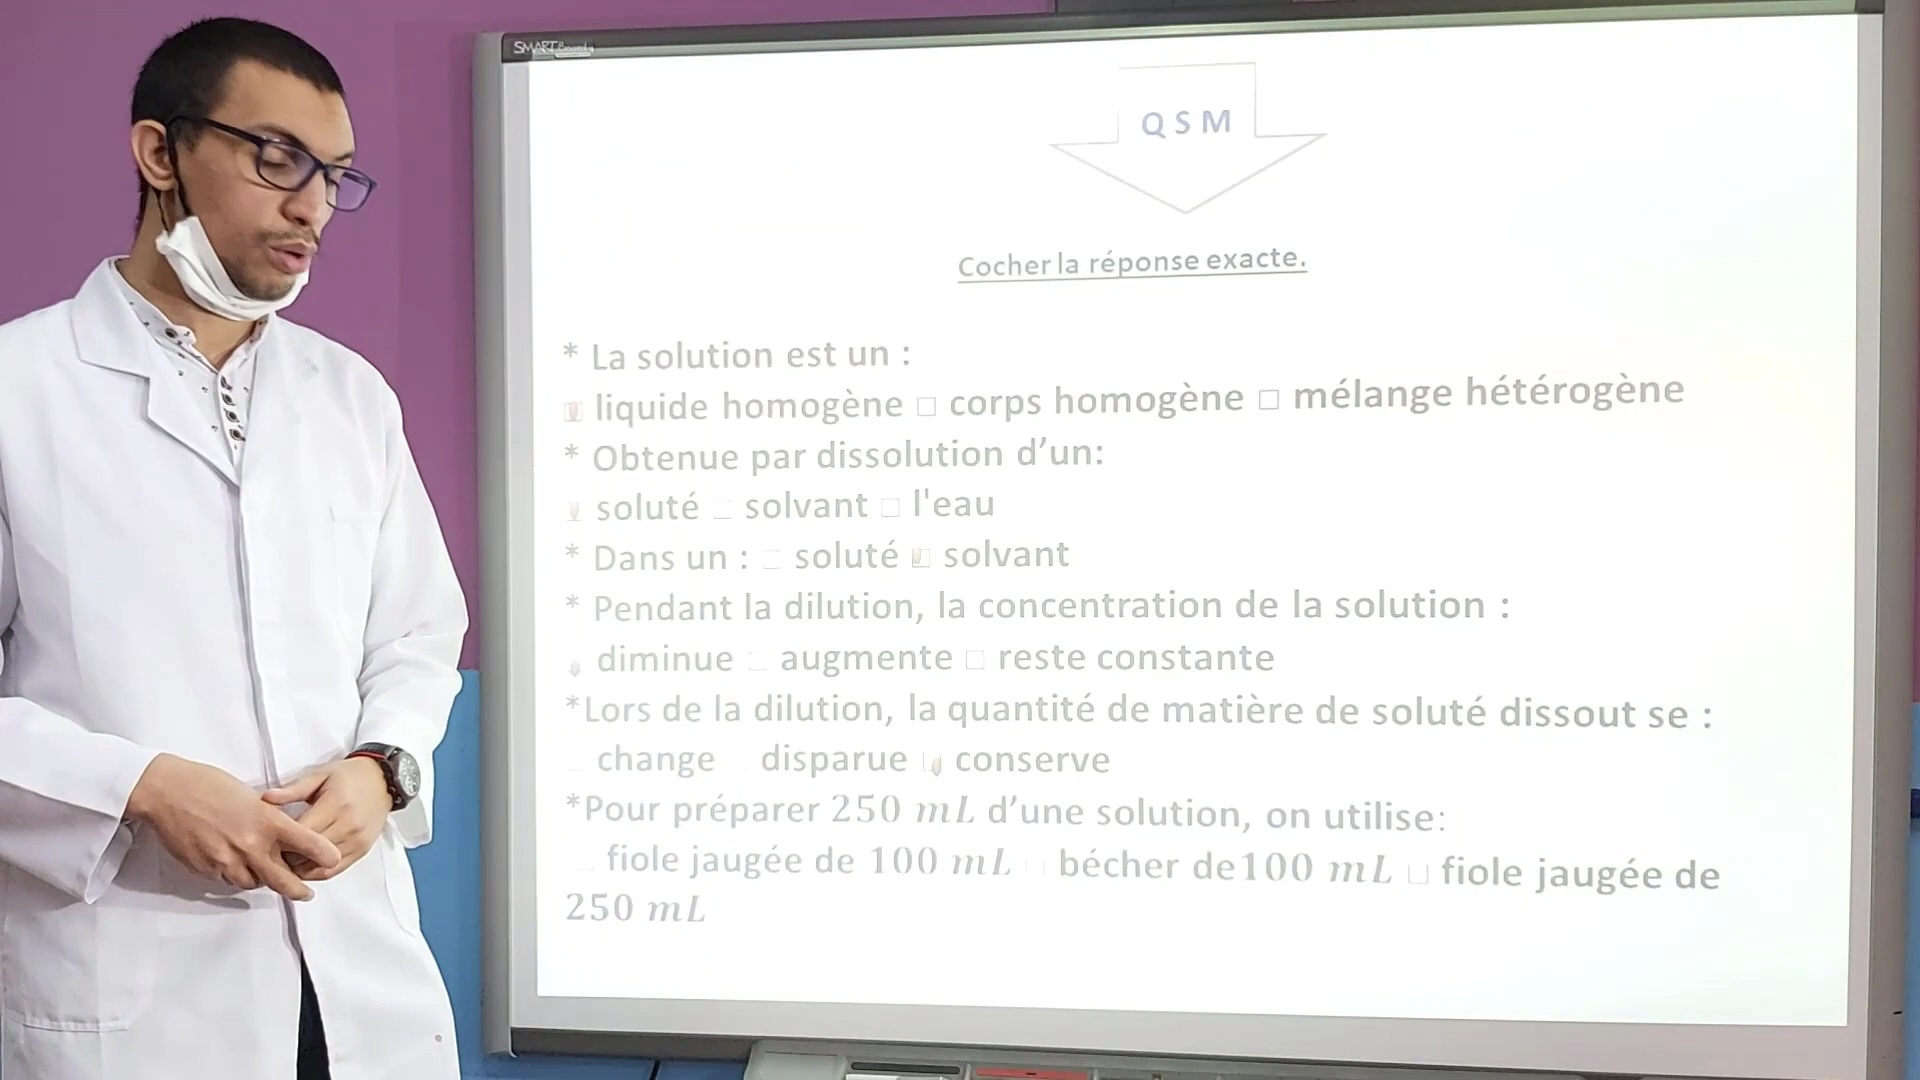 SMART Board
Q S M
Cocher la réponse exacte.
* La solution est un :
☑ liquide homogène □ corps homogène □ mélange hétérogène
* Obtenue par dissolution d’un:
☑ soluté □ solvant □ l'eau
* Dans un : □ soluté ☑ solvant
* Pendant la dilution, la concentration de la solution :
☑ diminue □ augmente □ reste constante
*Lors de la dilution, la quantité de matière de soluté dissout se :
□ change □ disparue ☑ conserve
*Pour préparer 250 mL d’une solution, on utilise:
□ fiole jaugée de 100 mL □ bécher de100 mL □ fiole jaugée de
250 mL